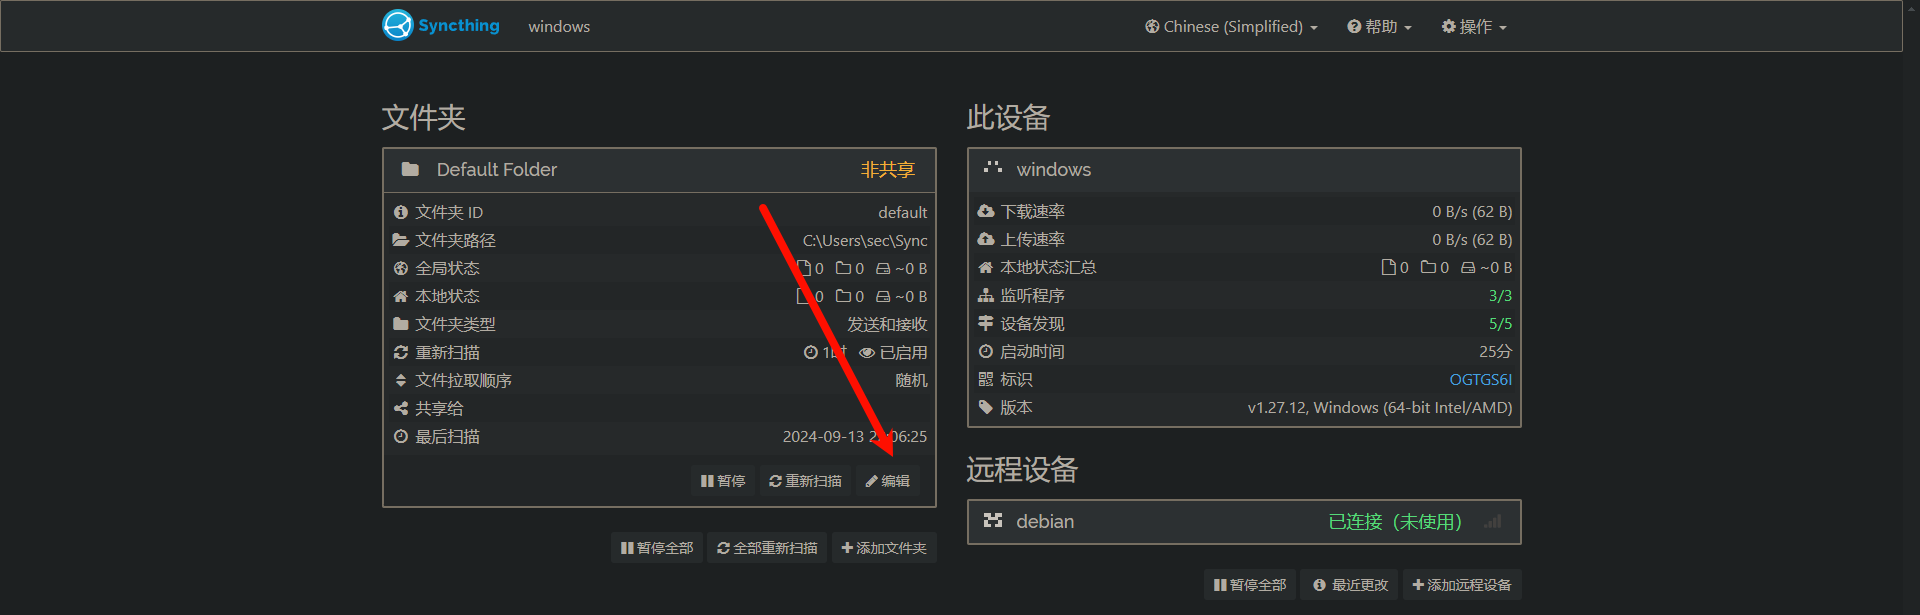 Syncthing windows Chinese (Simplified) 帮助 操作
文件夹
Default Folder 非共享
文件夹 ID default
文件夹路径 C:\Users\sec\Sync
全局状态 0 0 ~0 B
本地状态 0 0 ~0 B
文件夹类型 发送和接收
重新扫描 1时 已启用
文件拉取顺序 随机
共享给
最后扫描 2024-09-13 :06:25
暂停 重新扫描 编辑
暂停全部 全部重新扫描 添加文件夹
此设备
windows
下载速率 0 B/s (62 B)
上传速率 0 B/s (62 B)
本地状态汇总 0 0 ~0 B
监听程序 3/3
设备发现 5/5
启动时间 25分
标识 OGTGS6I
版本 v1.27.12, Windows (64-bit Intel/AMD)
远程设备
debian 已连接（未使用）
暂停全部 最近更改 添加远程设备